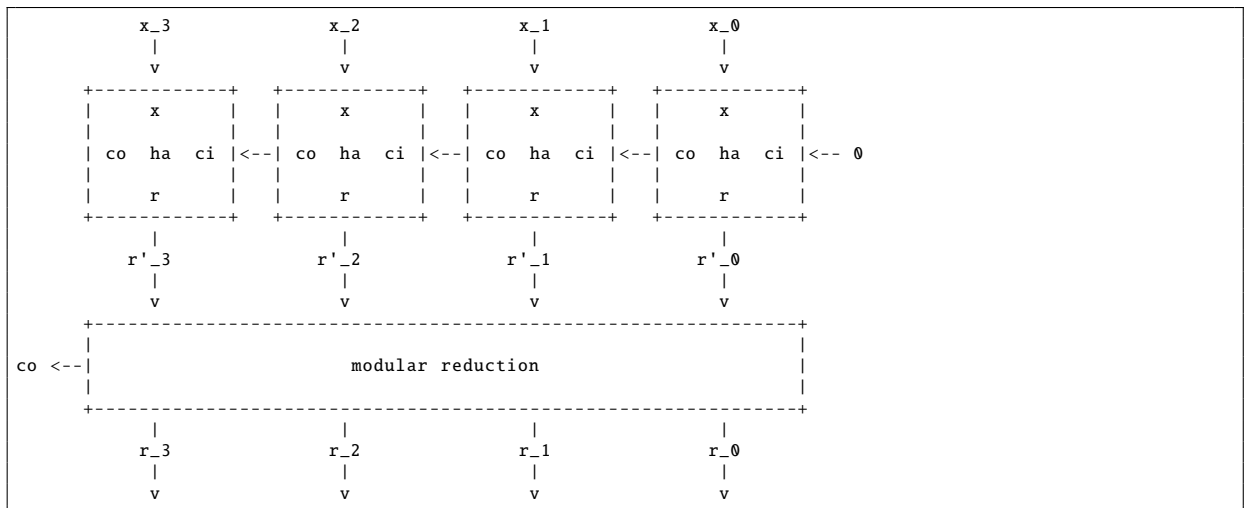 x_3 x_2 x_1 x_0
| | | |
v v v v
+------------+ +------------+ +------------+ +------------+
| x | | x | | x | | x |
| | | | | | | |
| co ha ci |<--| co ha ci |<--| co ha ci |<--| co ha ci |<-- 0
| | | | | | | |
| r | | r | | r | | r |
+------------+ +------------+ +------------+ +------------+
| | | |
r'_3 r'_2 r'_1 r'_0
| | | |
v v v v
+---------------------------------------------------------------+
| |
co <--| modular reduction |
| |
+---------------------------------------------------------------+
| | | |
r_3 r_2 r_1 r_0
| | | |
v v v v